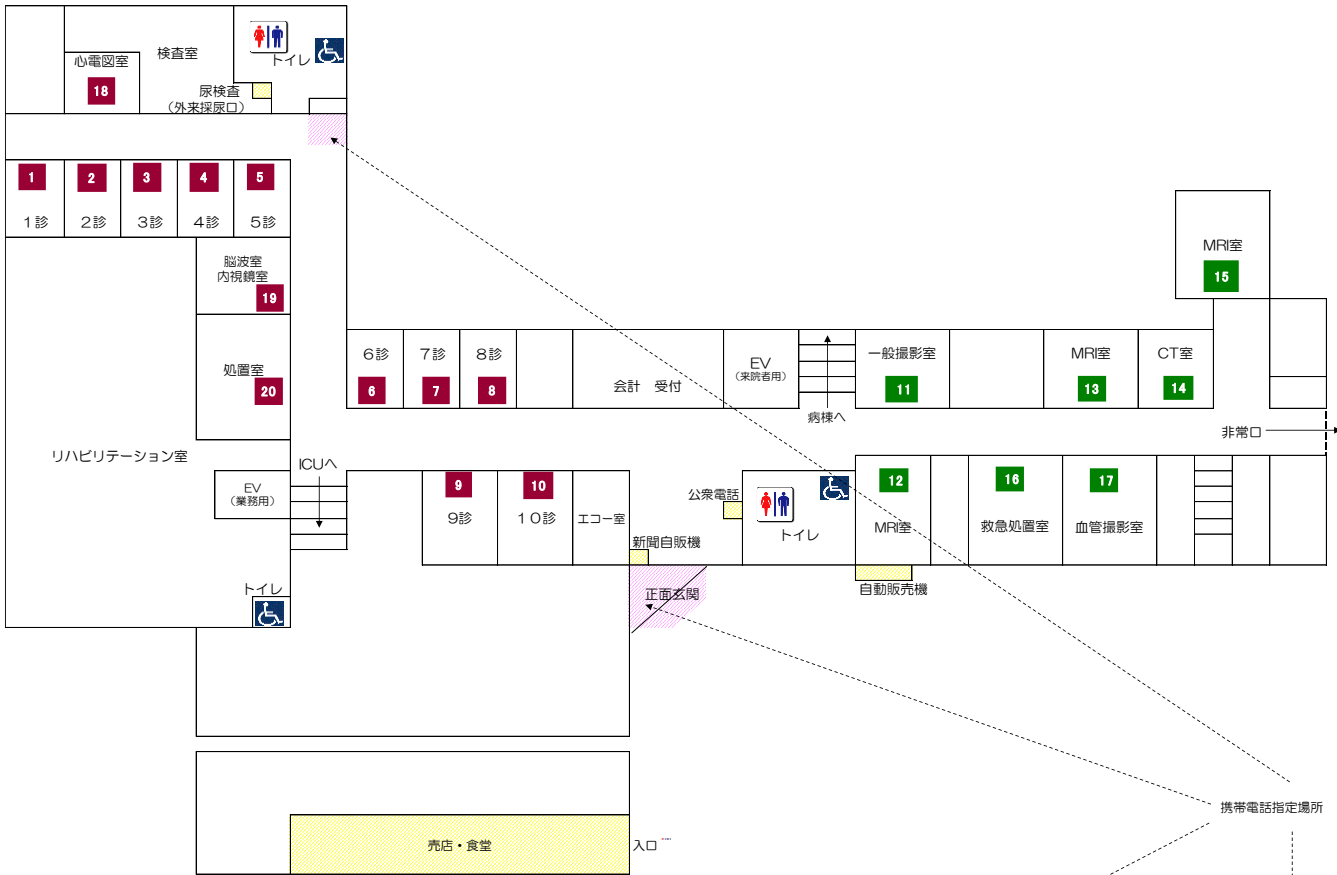 検査室
トイレ
心電図室
18
尿検査
(外来採尿口)
1
2
3
4
5
1診
2診
3診
4診
5診
脳波室
内視鏡室
19
処置室
20
リハビリテーション室
EV
(業務用)
ICUへ
トイレ
6診
7診
8診
6
7
8
会計 受付
EV
(来院者用)
病棟へ
一般撮影室
11
MRI室
13
CT室
14
MRI室
15
非常口
9
9診
10
10診
エコー室
新聞自販機
公衆電話
トイレ
12
MRI室
16
救急処置室
17
血管撮影室
自動販売機
正面玄関
携帯電話指定場所
売店・食堂
入口